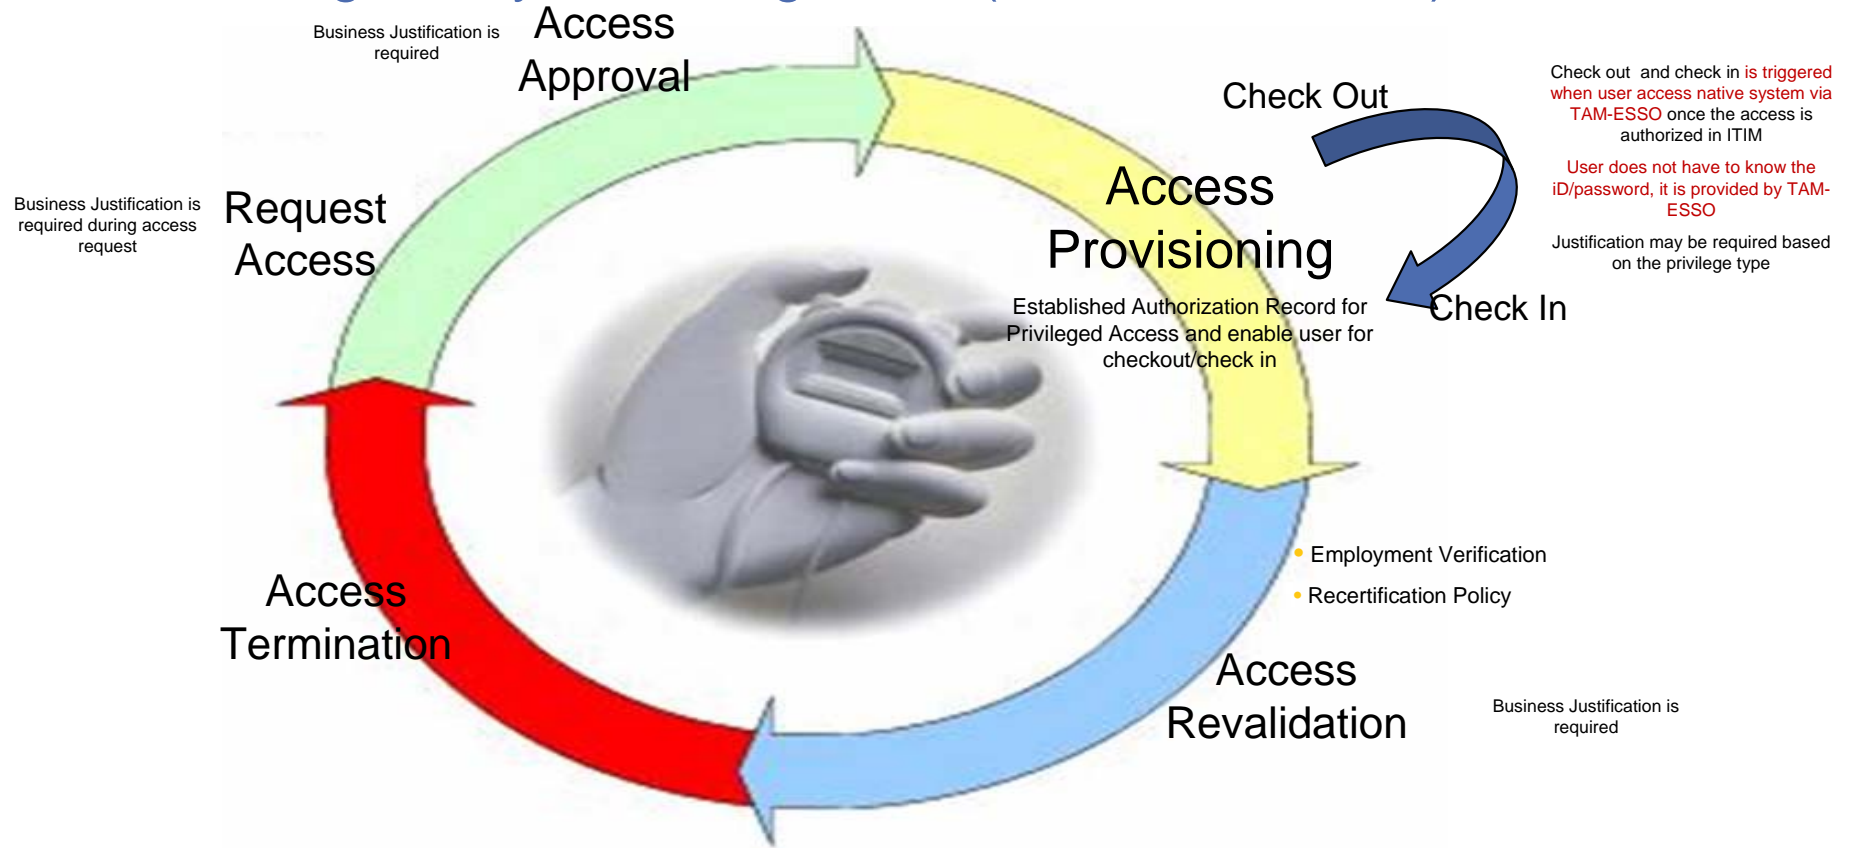 Business Justification is
required
Access
Approval
Check Out
Check out and check in is triggered
when user access native system via
TAM-ESSO once the access is
authorized in ITIM
User does not have to know the
iD/password, it is provided by TAM-
ESSO
Justification may be required based
on the privilege type
Business Justification is
required during access
request
Request
Access
Access
Provisioning
Established Authorization Record for
Privileged Access and enable user for
checkout/check in
Check In
• Employment Verification
• Recertification Policy
Access
Termination
Access
Revalidation
Business Justification is
required